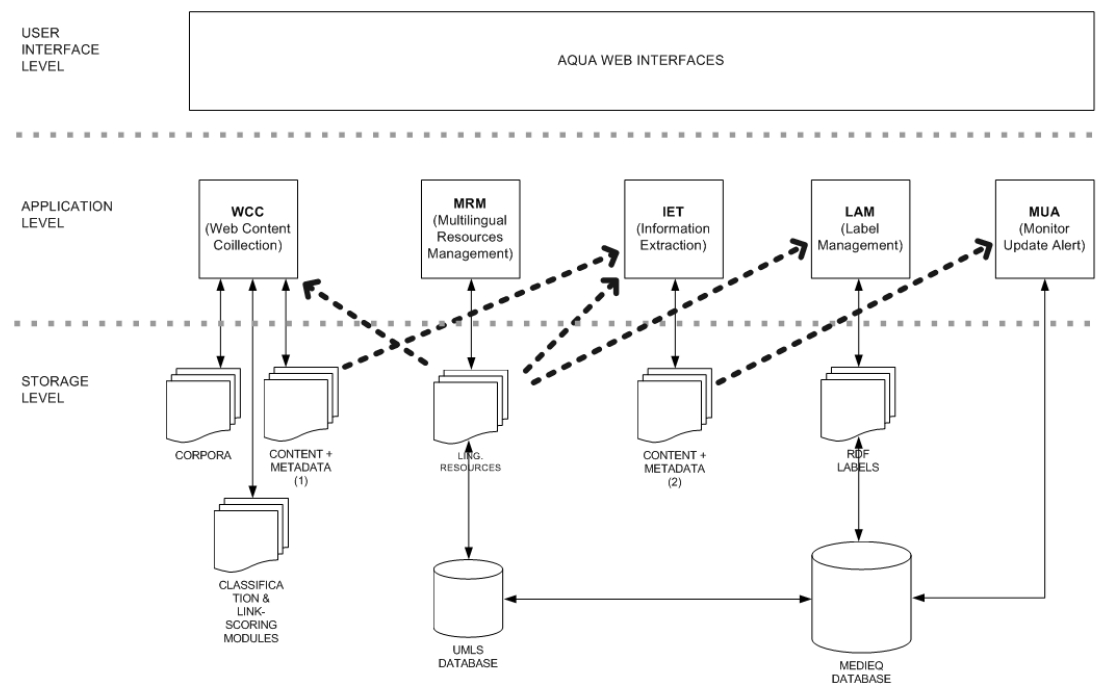 USER
INTERFACE
LEVEL
AQUA WEB INTERFACES
APPLICATION
LEVEL
WCC
(Web Content
Coillection)
MRM
(Multilingual
Resources
Management)
IET
(Information
Extraction)
LAM
(Label
Management)
MUA
(Monitor
Update Alert)
STORAGE
LEVEL
CORPORA
CONTENT +
METADATA
(1)
LING.
RESOURCES
CONTENT +
METADATA
(2)
RDF
LABELS
CLASSIFICA
TION &
LINK-
SCORING
MODULES
UMLS
DATABASE
MEDIEQ
DATABASE